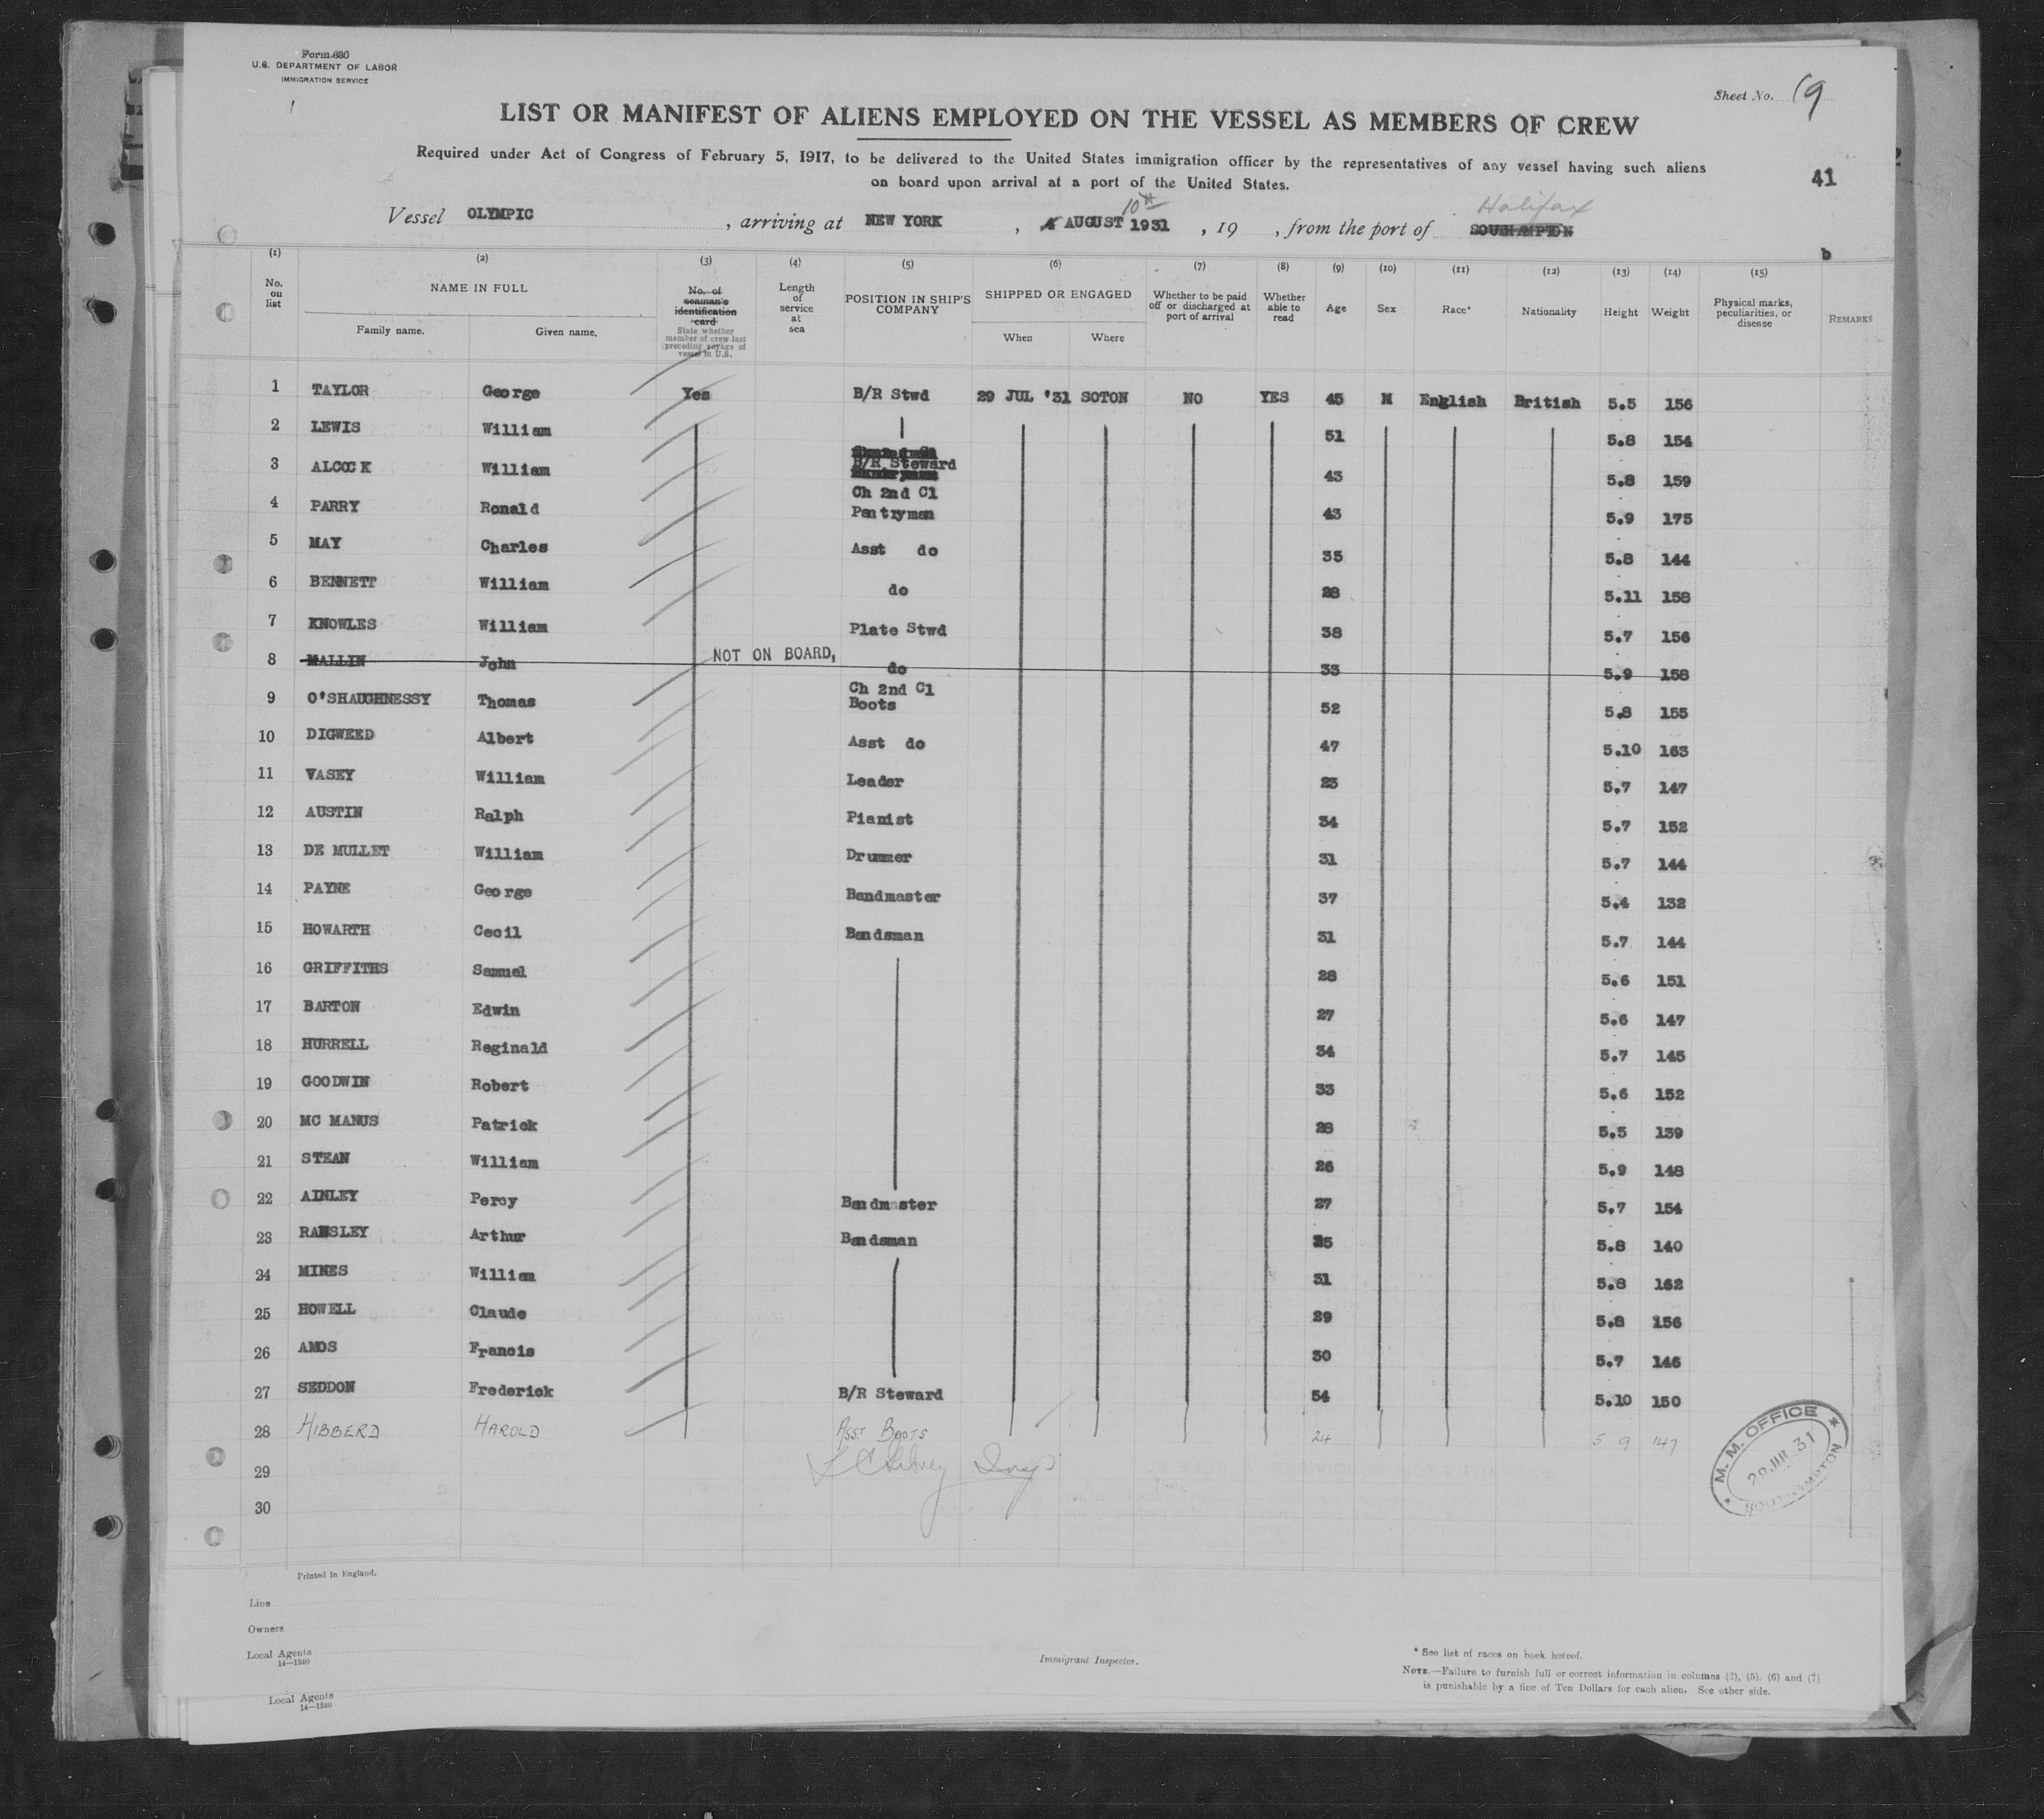 Form 680
U.S. DEPARTMENT OF LABOR
IMMIGRATION SERVICE
Sheet No. 19
LIST OR MANIFEST OF ALIENS EMPLOYED ON THE VESSEL AS MEMBERS OF CREW
Required under Act of Congress of February 5, 1917, to be delivered to the United States immigration officer by the representatives of any vessel having such aliens
on board upon arrival at a port of the United States.
41
Vessel OLYMPIC, arriving at NEW YORK, AUGUST 10th 1931, 19 , from the port of SOUTHAMPTON Halifax
b
(1) (2) (3) (4) (5) (6) (7) (8) (9) (10) (11) (12) (13) (14) (15)
No. on list NAME IN FULL Family name. Given name. No. of seaman's identification card State whether member of crew last preceding voyage of vessel to U.S. Length of service at sea POSITION IN SHIP'S COMPANY SHIPPED OR ENGAGED When Where Whether to be paid off or discharged at port of arrival Whether able to read Age Sex Race* Nationality Height Weight Physical marks, peculiarities, or disease REMARKS
1 TAYLOR George Yes B/R Stwd 29 JUL '31 SOTON NO YES 45 M English British 5.5 156
2 LEWIS William 51 5.8 154
3 ALCOCK William B/R Steward 43 5.8 159
4 PARRY Ronald Ch 2nd Cl Pantryman 43 5.9 175
5 MAY Charles Asst do 35 5.8 144
6 BENNETT William do 28 5.11 158
7 KNOWLES William Plate Stwd 38 5.7 156
8 MALLIN John NOT ON BOARD, do 33 5.9 158
9 O'SHAUGHNESSY Thomas Ch 2nd Cl Boots 52 5.8 155
10 DIGWEED Albert Asst do 47 5.10 163
11 VASEY William Leader 23 5.7 147
12 AUSTIN Ralph Pianist 34 5.7 152
13 DE MULLET William Drummer 31 5.7 144
14 PAYNE George Bandmaster 37 5.4 132
15 HOWARTH Cecil Bandsman 31 5.7 144
16 GRIFFITHS Samuel 28 5.6 151
17 BARTON Edwin 27 5.6 147
18 HURRELL Reginald 34 5.7 145
19 GOODWIN Robert 33 5.6 152
20 MC MANUS Patrick 28 5.5 139
21 STEAN William 26 5.9 148
22 AINLEY Percy Bandmaster 27 5.7 154
23 RAMSLEY Arthur Bandsman 25 5.8 140
24 MINES William 31 5.8 162
25 HOWELL Claude 29 5.8 156
26 AMOS Francis 30 5.7 146
27 SEDDON Frederick B/R Steward 54 5.10 150
28 HIBBERD HAROLD ASST BOOTS 24 5 9 147
29
30
M. M. OFFICE
JUL 31
SOUTHAMPTON
Printed in England.
Line
Owners
Local Agents
14—1240
Immigrant Inspector.
* See list of races on back hereof.
NOTE.—Failure to furnish full or correct information in columns (2), (5), (6) and (7)
is punishable by a fine of Ten Dollars for each alien. See other side.
Local Agents
14—1240